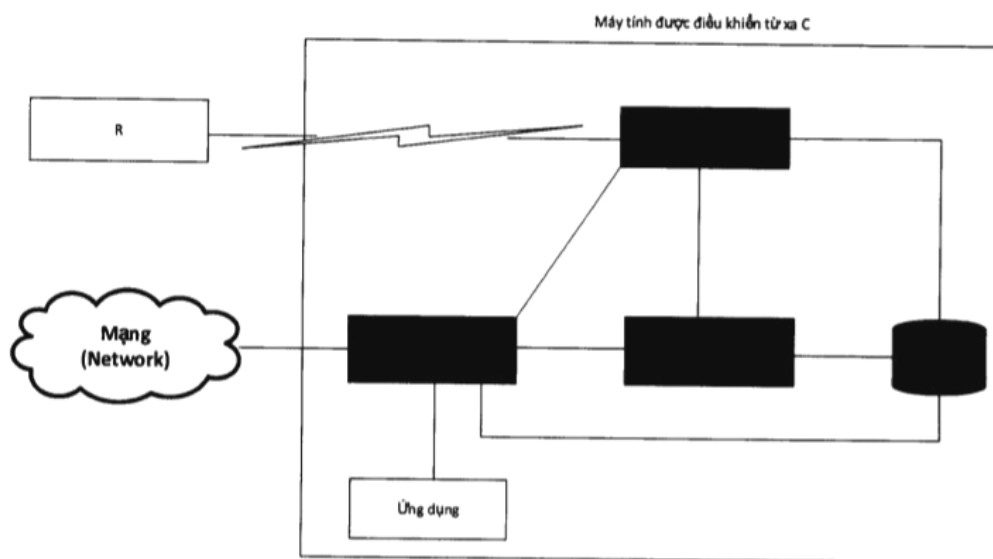 Máy tính được điều khiển từ xa C
R
Mạng
(Network)
Ứng dụng